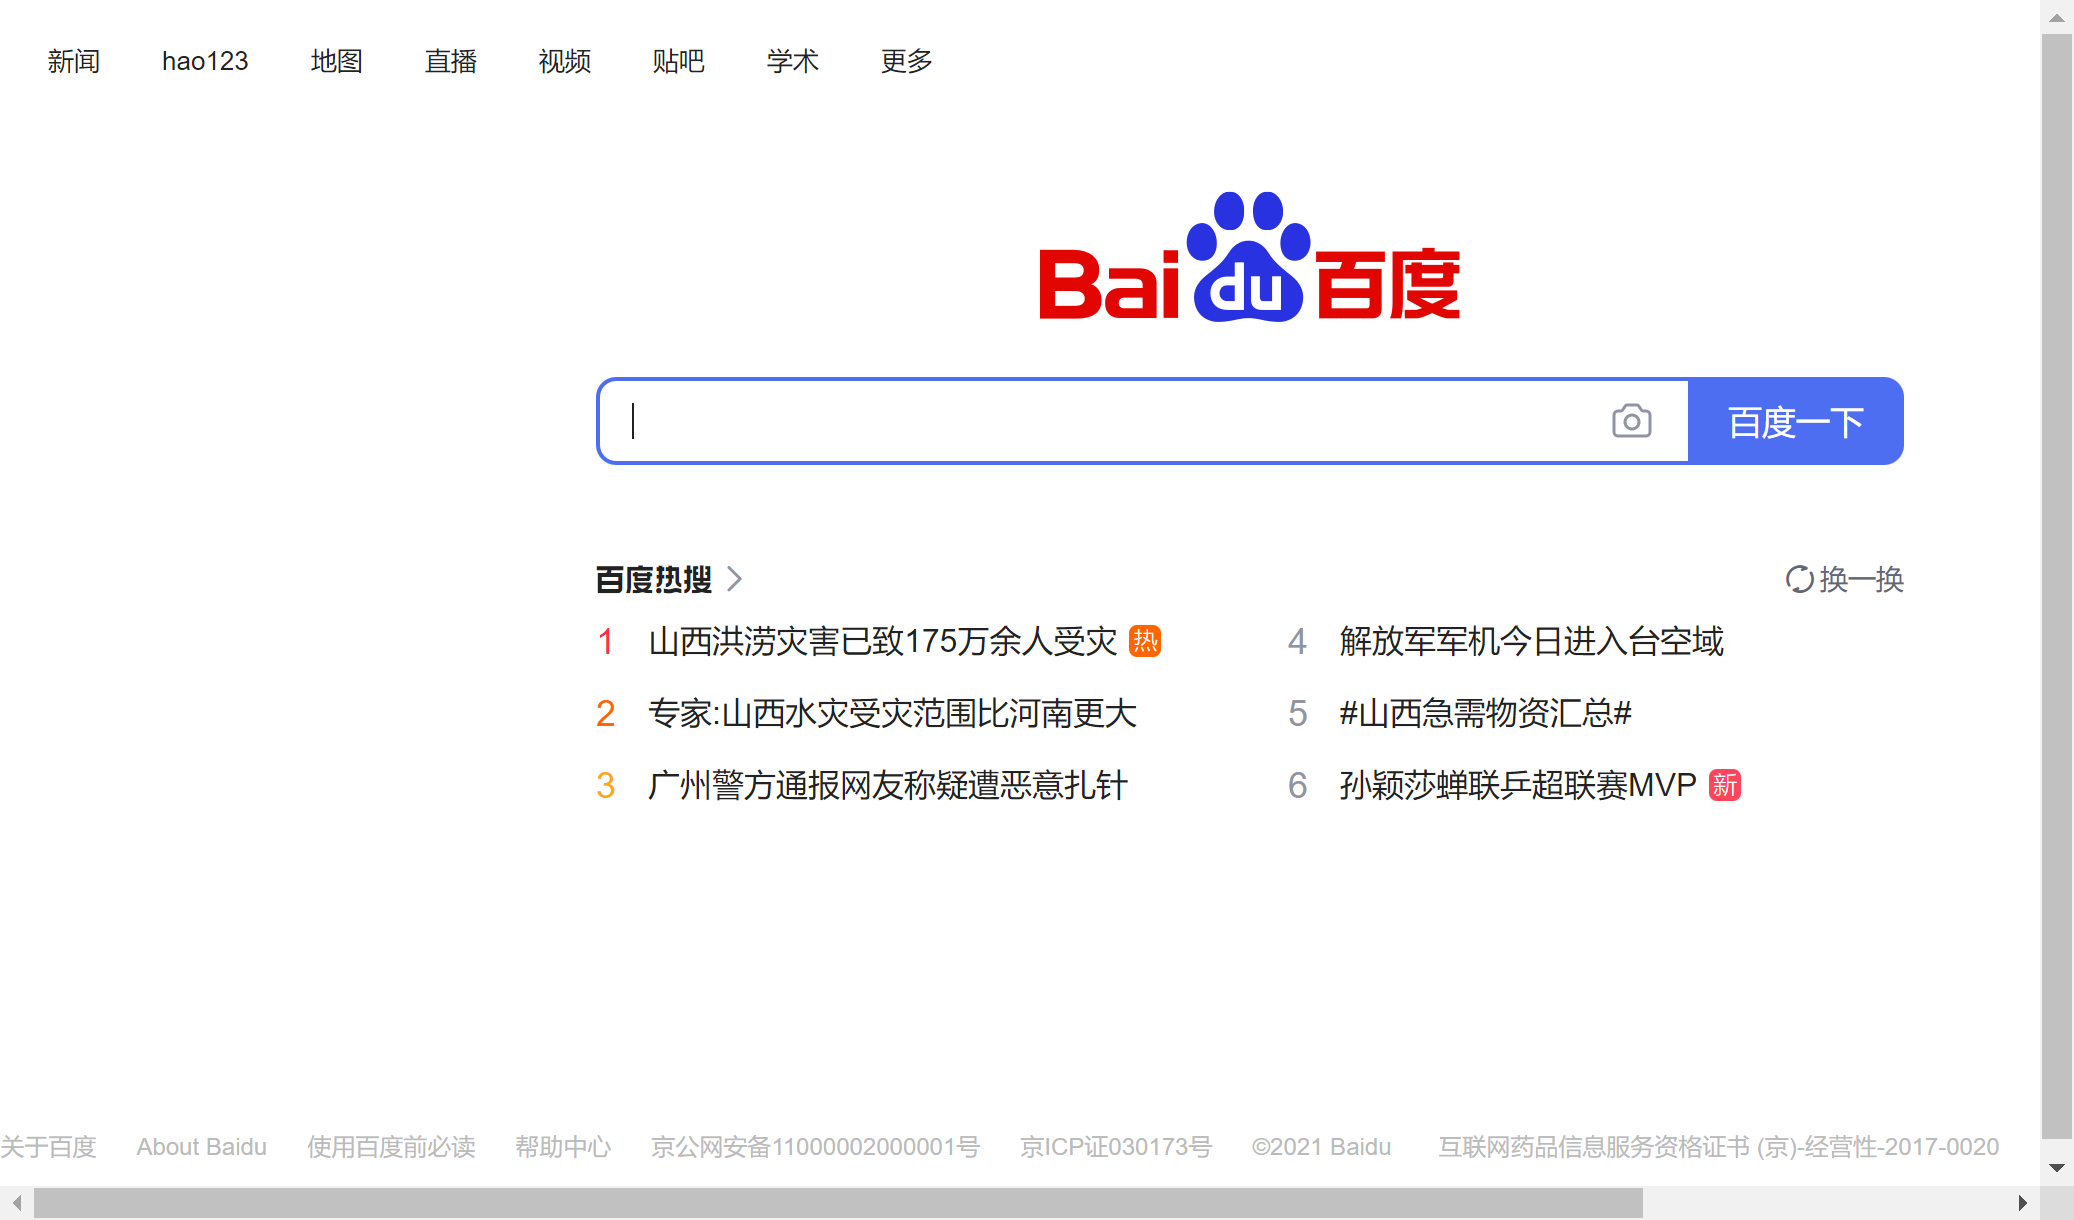 新闻 hao123 地图 直播 视频 贴吧 学术 更多
Bai du 百度
百度一下
百度热搜 换一换
1 山西洪涝灾害已致175万余人受灾 热
2 专家:山西水灾受灾范围比河南更大
3 广州警方通报网友称疑遭恶意扎针
4 解放军军机今日进入台空域
5 #山西急需物资汇总#
6 孙颖莎蝉联乒超联赛MVP 新
关于百度 About Baidu 使用百度前必读 帮助中心 京公网安备11000002000001号 京ICP证030173号 ©2021 Baidu 互联网药品信息服务资格证书 (京)-经营性-2017-0020